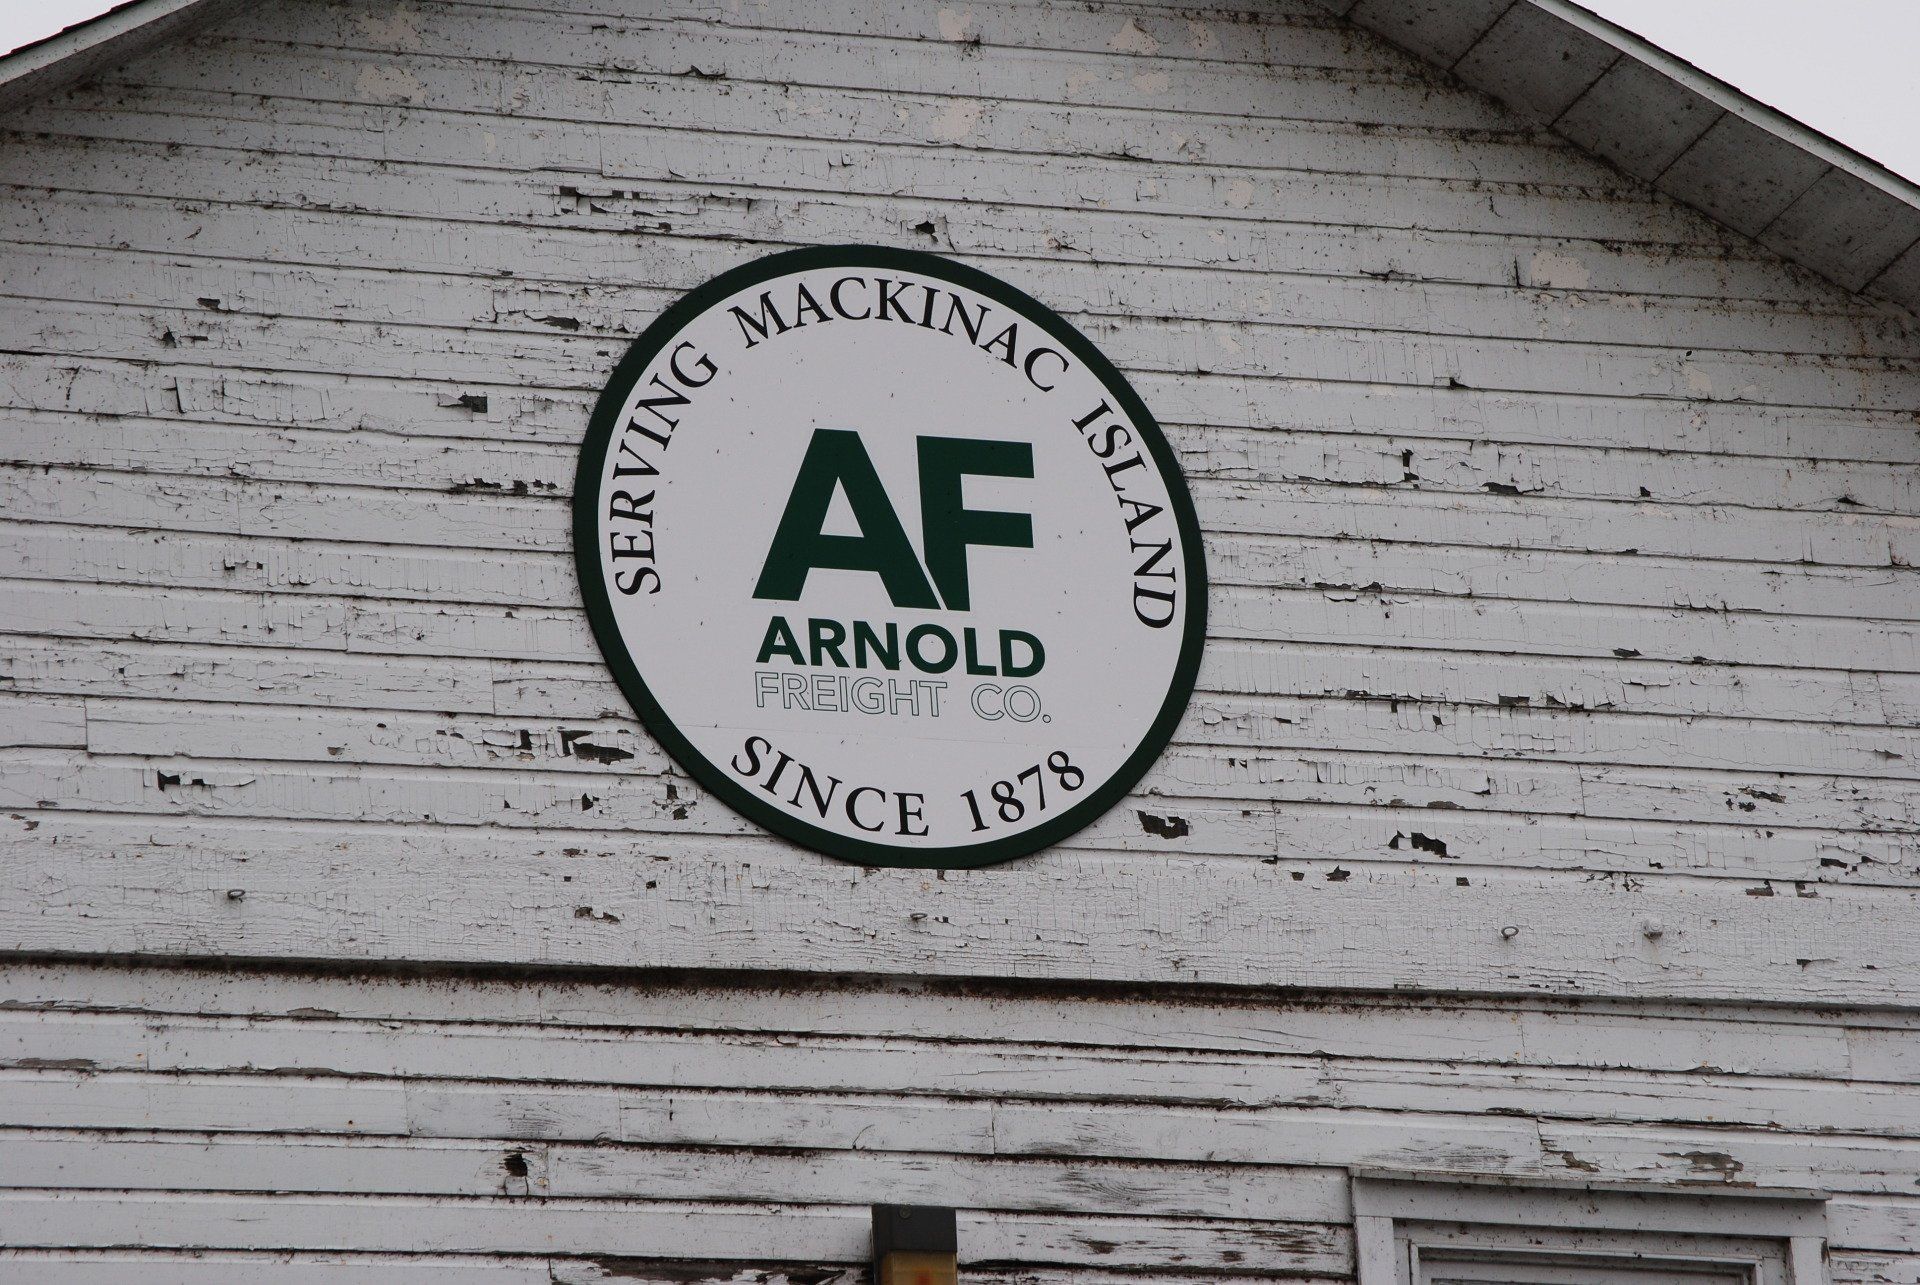 SERVING MACKINAC ISLAND
AF
ARNOLD
FREIGHT CO.
SINCE 1878